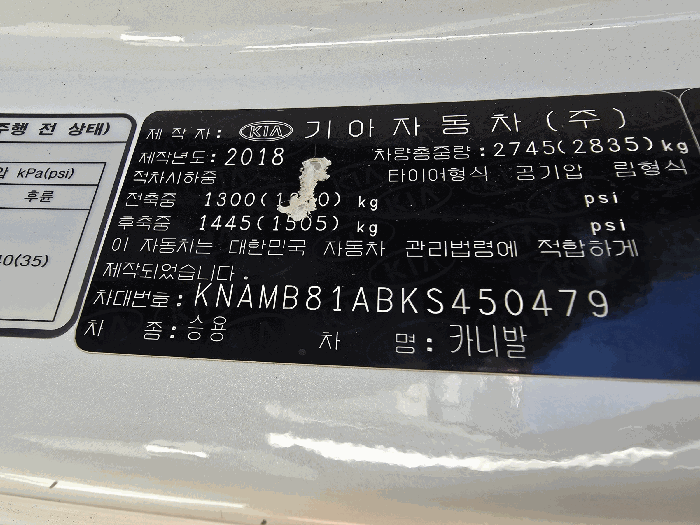 주행 전 상태)
kPa(psi)
후륜
(35)
제 작 자: KIA 기아자동차(주)
제작년도: 2018 차량총중량: 2745(2835)kg
적차시하중 타이어형식 공기압 림형식
전축중 1300( kg psi
후축중 1445(1505) kg psi
이 자동차는 대한민국 자동차 관리법령에 적합하게
제작되었습니다.
차대번호: KNAMB81ABKS450479
차 종: 승용 차 명: 카니발